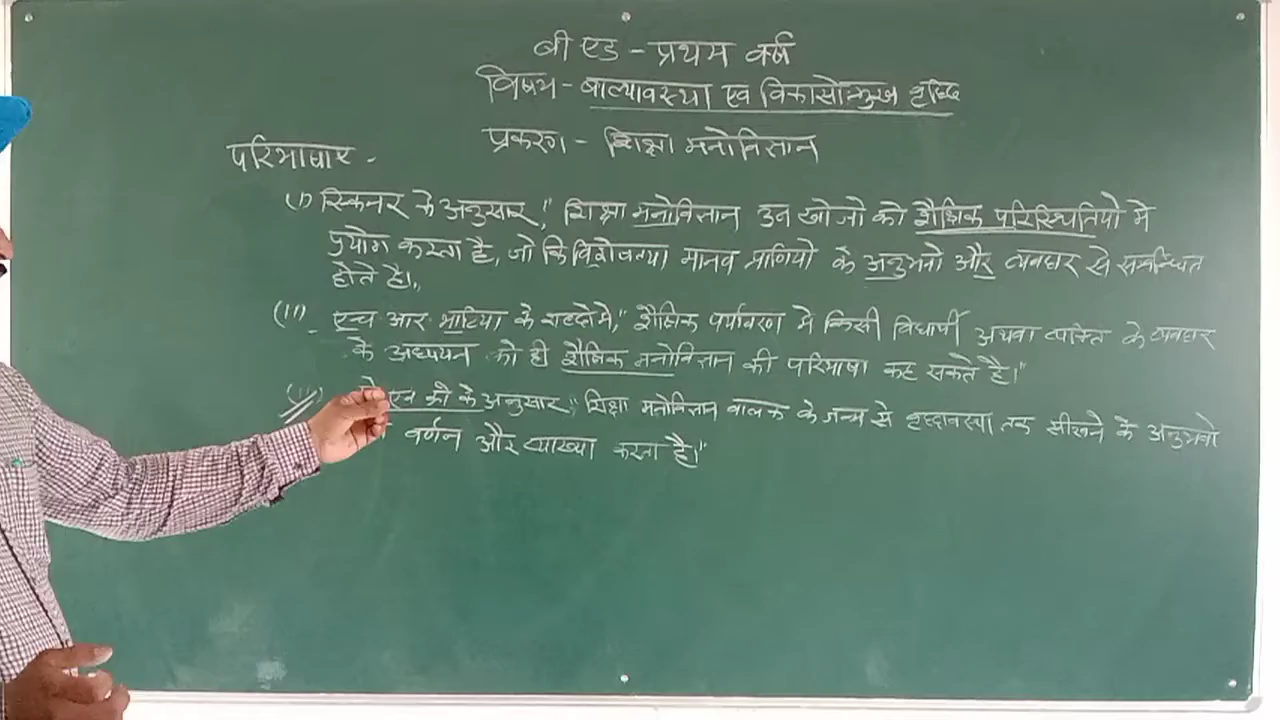 बी एड - प्रथम वर्ष
विषय - बाल्यावस्था एव विकासोन्मुख वृद्धि
प्रकरण - शिक्षा मनोविज्ञान
परिभाषाए -
(I) स्किनर के अनुसार," शिक्षा मनोविज्ञान उन खोजो को शैक्षिक परिस्थितियो मे
प्रयोग करता है, जो कि विशेषतया मानव प्राणियो के अनुभवो और व्यवहार से सम्बन्धित
होते है।,,
(II) एच आर भाटिया के शब्दो मे," शैक्षिक पर्यावरण मे किसी विधार्थी अथवा व्यक्ति के व्यवहार
के अध्ययन को ही शैक्षिक मनोविज्ञान की परिभाषा कह सकते है।"
एन को के अनुसार," शिक्षा मनोविज्ञान बालक के जन्म से वृद्धावस्था तक सीखने के अनुभवो
वर्णन और व्याख्या करता है।"